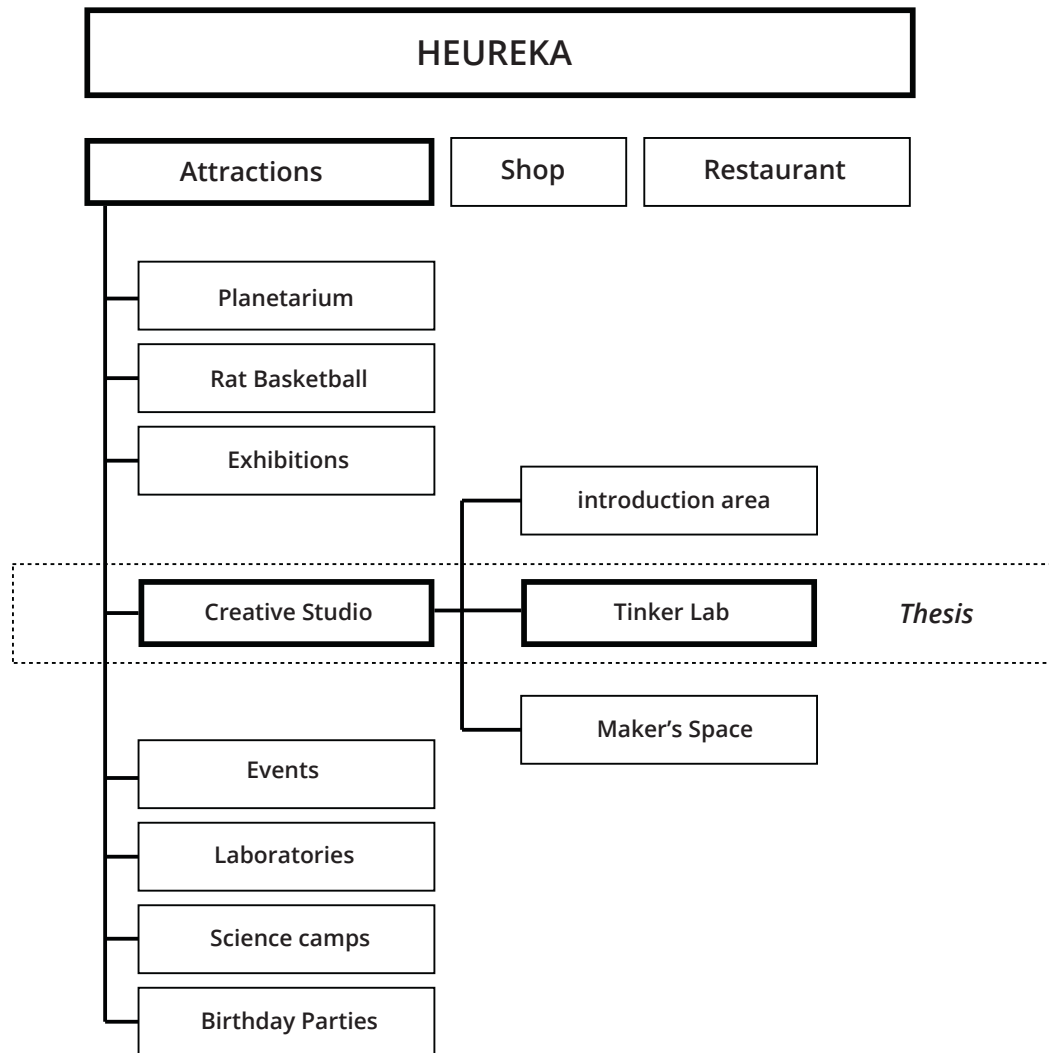 HEUREKA
Attractions
Shop
Restaurant
Planetarium
Rat Basketball
Exhibitions
introduction area
Creative Studio
Tinker Lab
Thesis
Maker’s Space
Events
Laboratories
Science camps
Birthday Parties